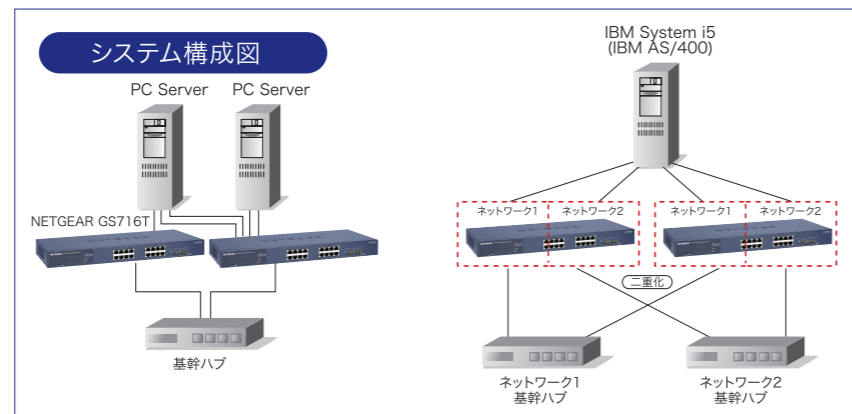 システム構成図
PC Server
PC Server
NETGEAR GS716T
基幹ハブ
IBM System i5
(IBM AS/400)
ネットワーク1
ネットワーク2
ネットワーク1
ネットワーク2
二重化
ネットワーク1
基幹ハブ
ネットワーク2
基幹ハブ